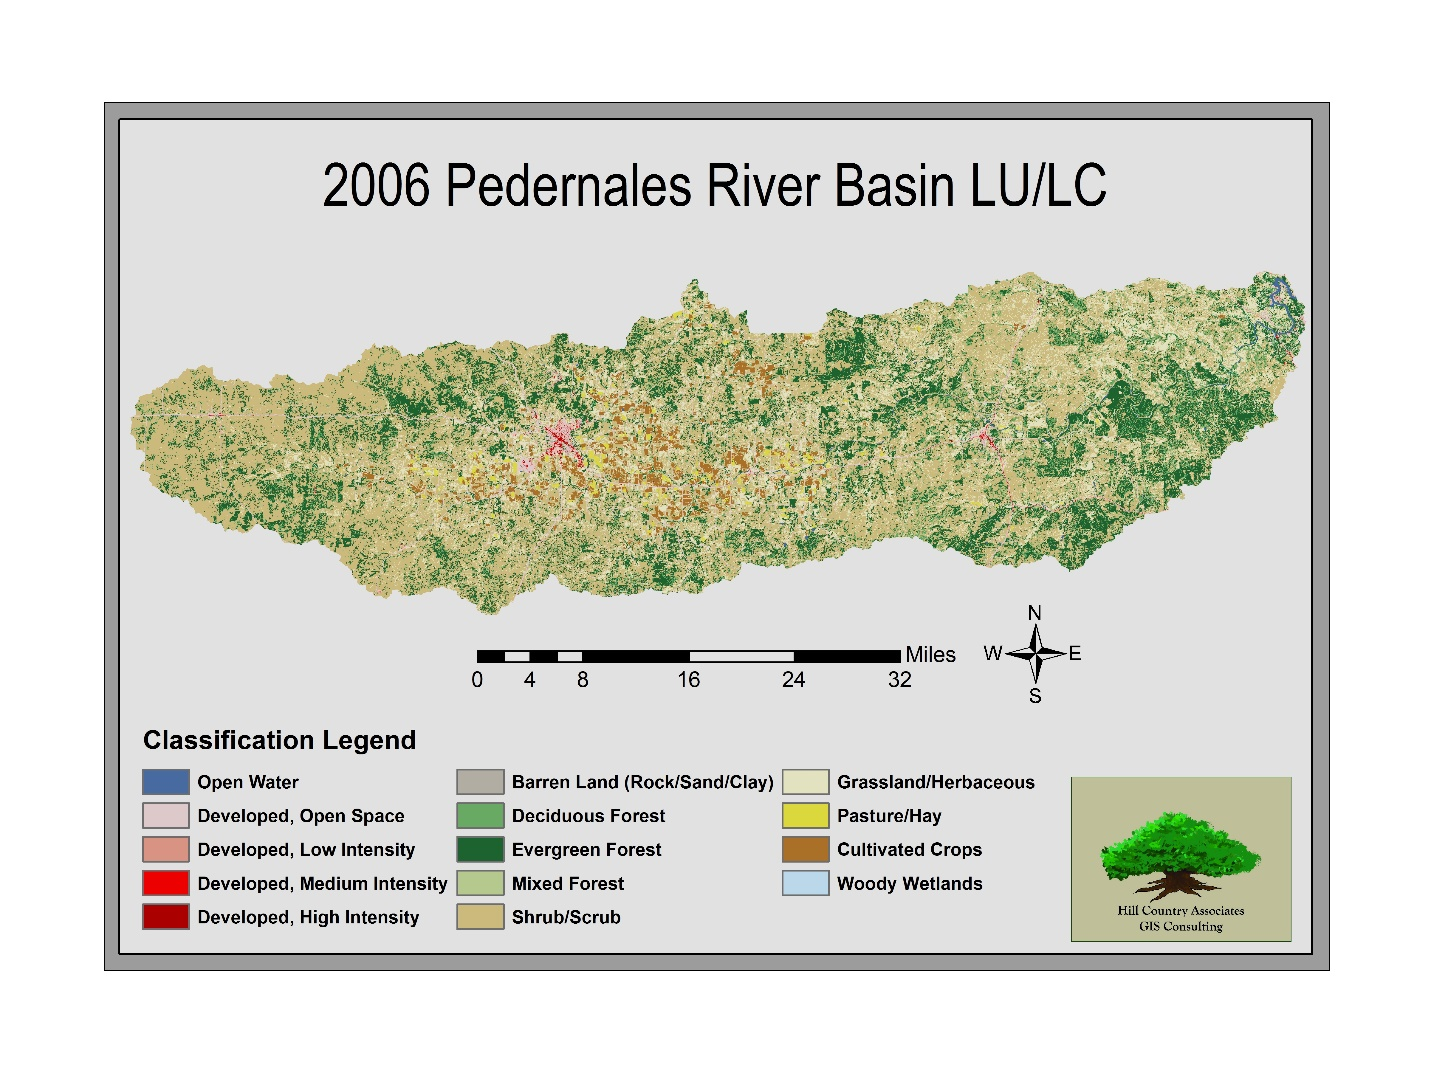 2006 Pedernales River Basin LU/LC
N
W E
S
Miles
0 4 8 16 24 32
Classification Legend
Open Water
Developed, Open Space
Developed, Low Intensity
Developed, Medium Intensity
Developed, High Intensity
Barren Land (Rock/Sand/Clay)
Deciduous Forest
Evergreen Forest
Mixed Forest
Shrub/Scrub
Grassland/Herbaceous
Pasture/Hay
Cultivated Crops
Woody Wetlands
Hill Country Associates
GIS Consulting